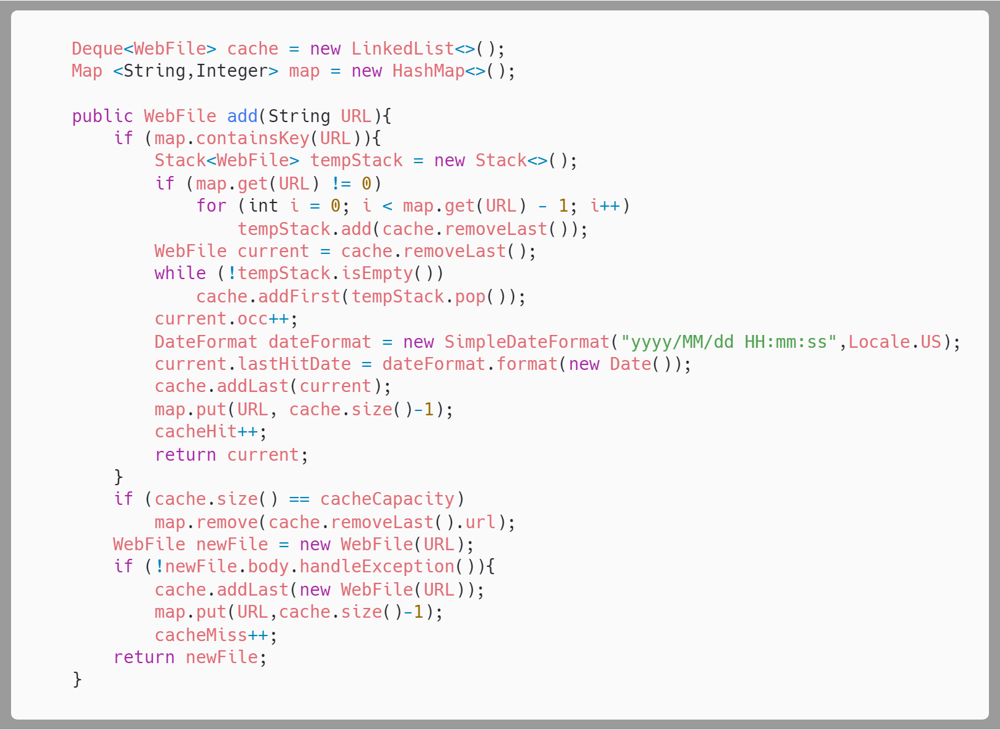 Deque<WebFile> cache = new LinkedList<>();
Map <String,Integer> map = new HashMap<>();

public WebFile add(String URL){
    if (map.containsKey(URL)){
        Stack<WebFile> tempStack = new Stack<>();
        if (map.get(URL) != 0)
            for (int i = 0; i < map.get(URL) - 1; i++)
                tempStack.add(cache.removeLast());
        WebFile current = cache.removeLast();
        while (!tempStack.isEmpty())
            cache.addFirst(tempStack.pop());
        current.occ++;
        DateFormat dateFormat = new SimpleDateFormat("yyyy/MM/dd HH:mm:ss",Locale.US);
        current.lastHitDate = dateFormat.format(new Date());
        cache.addLast(current);
        map.put(URL, cache.size()-1);
        cacheHit++;
        return current;
    }
    if (cache.size() == cacheCapacity)
        map.remove(cache.removeLast().url);
    WebFile newFile = new WebFile(URL);
    if (!newFile.body.handleException()){
        cache.addLast(new WebFile(URL));
        map.put(URL,cache.size()-1);
        cacheMiss++;
    return newFile;
}